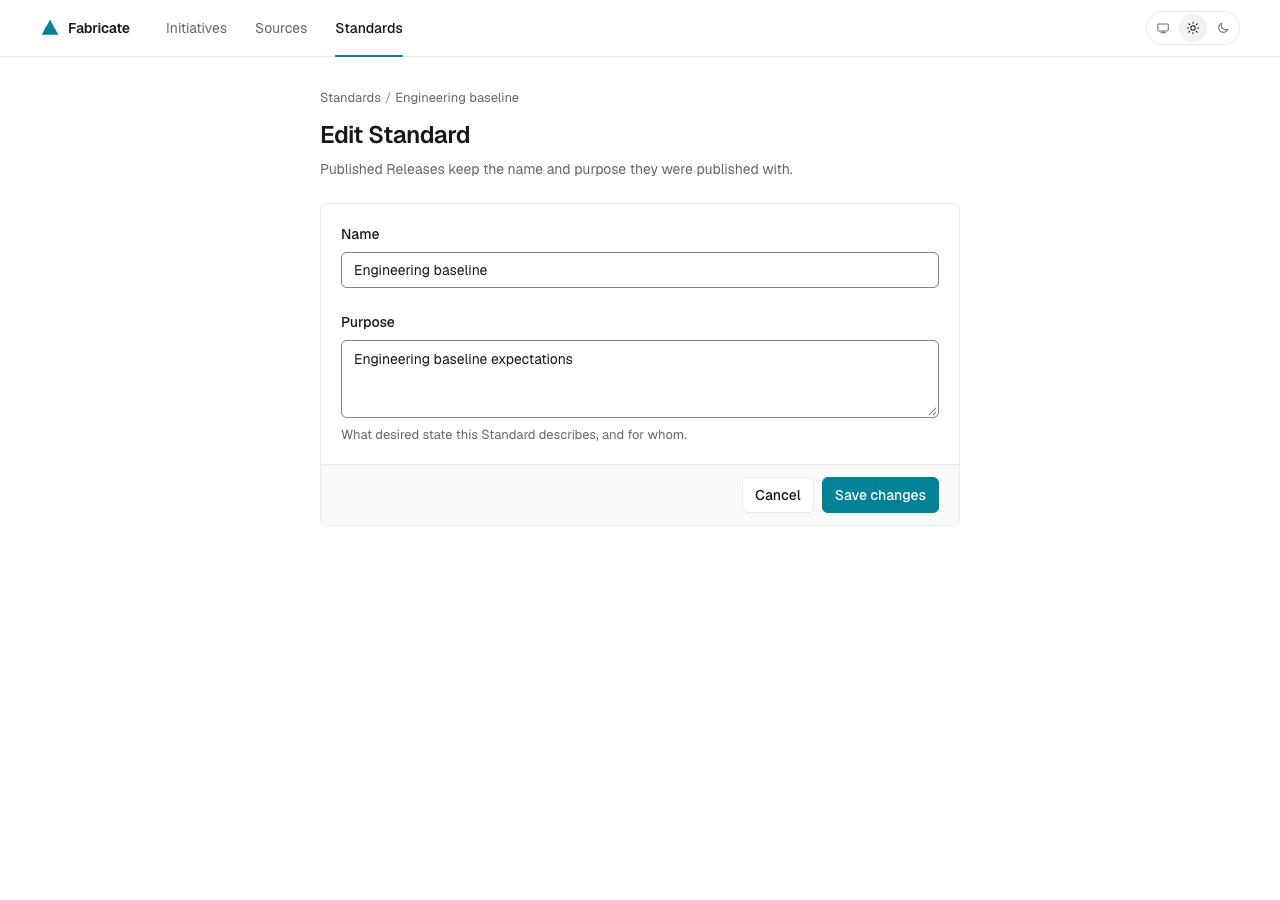 Fabricate
Initiatives
Sources
Standards
Standards / Engineering baseline
Edit Standard
Published Releases keep the name and purpose they were published with.
Name
Engineering baseline
Purpose
Engineering baseline expectations
What desired state this Standard describes, and for whom.
Cancel
Save changes